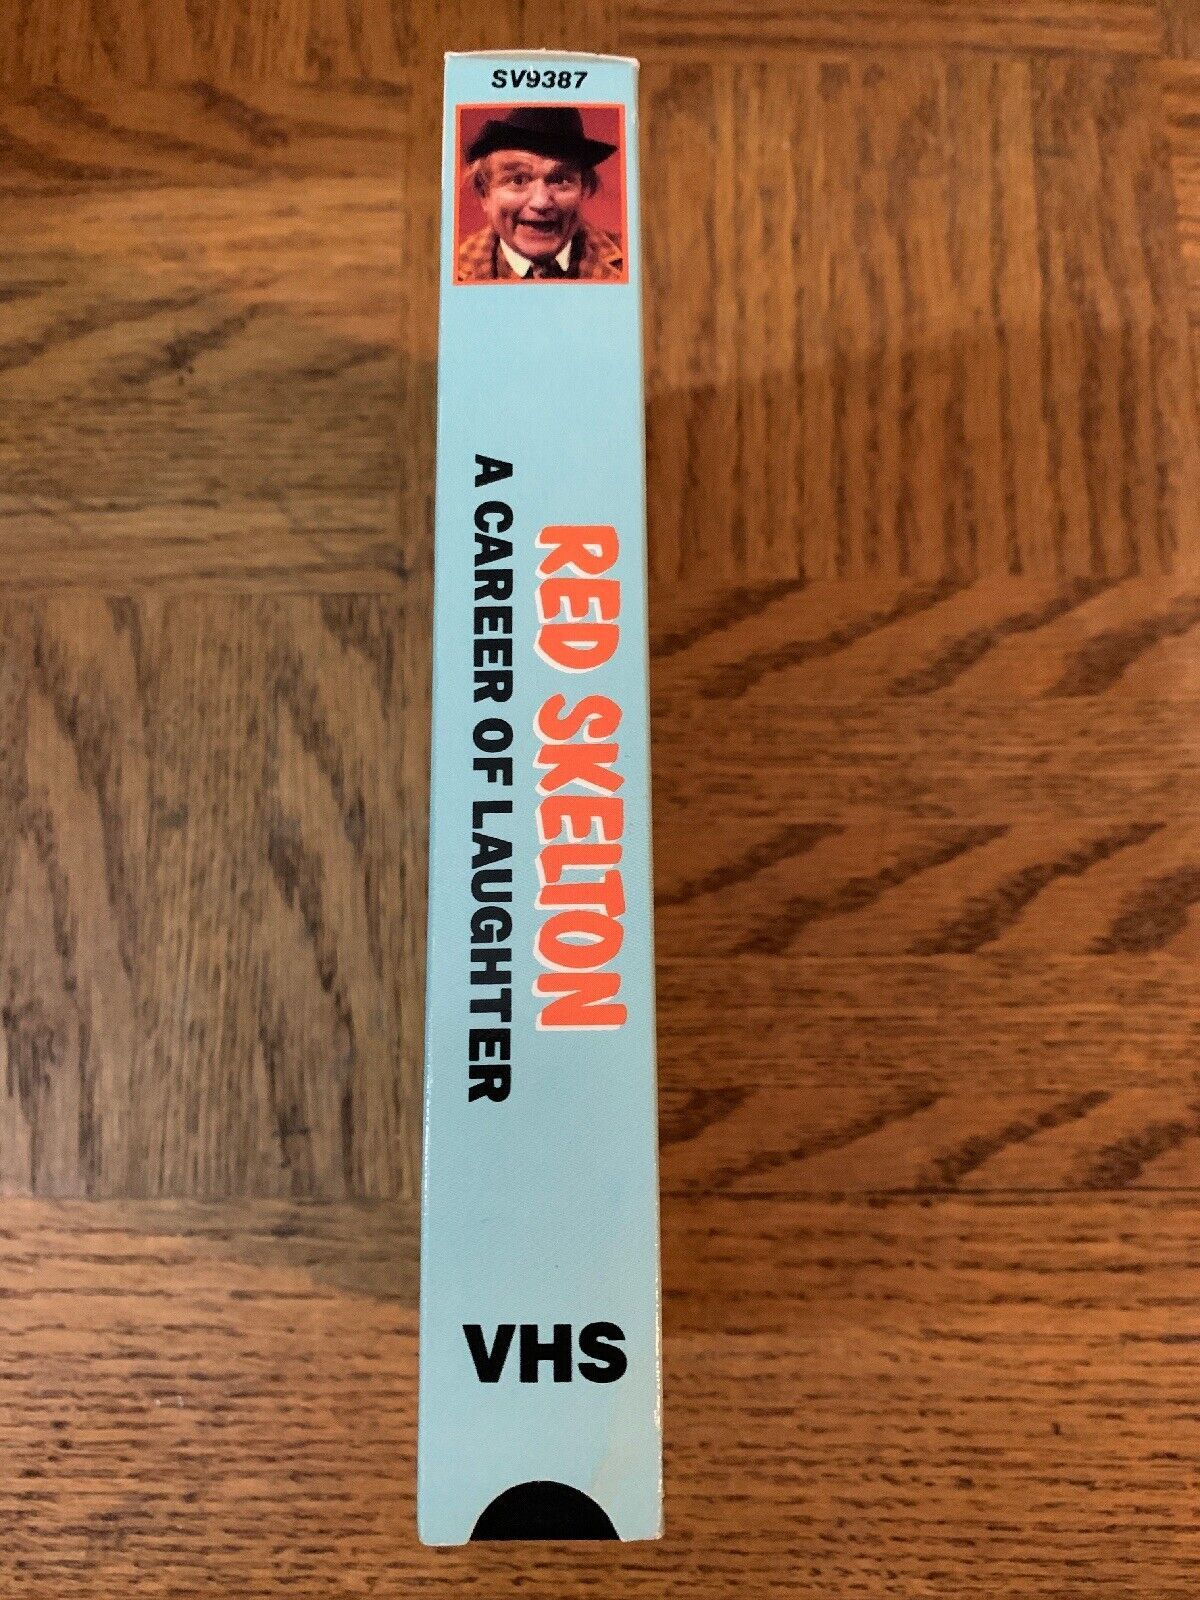 SV9387
RED SKELTON
A CAREER OF LAUGHTER
VHS